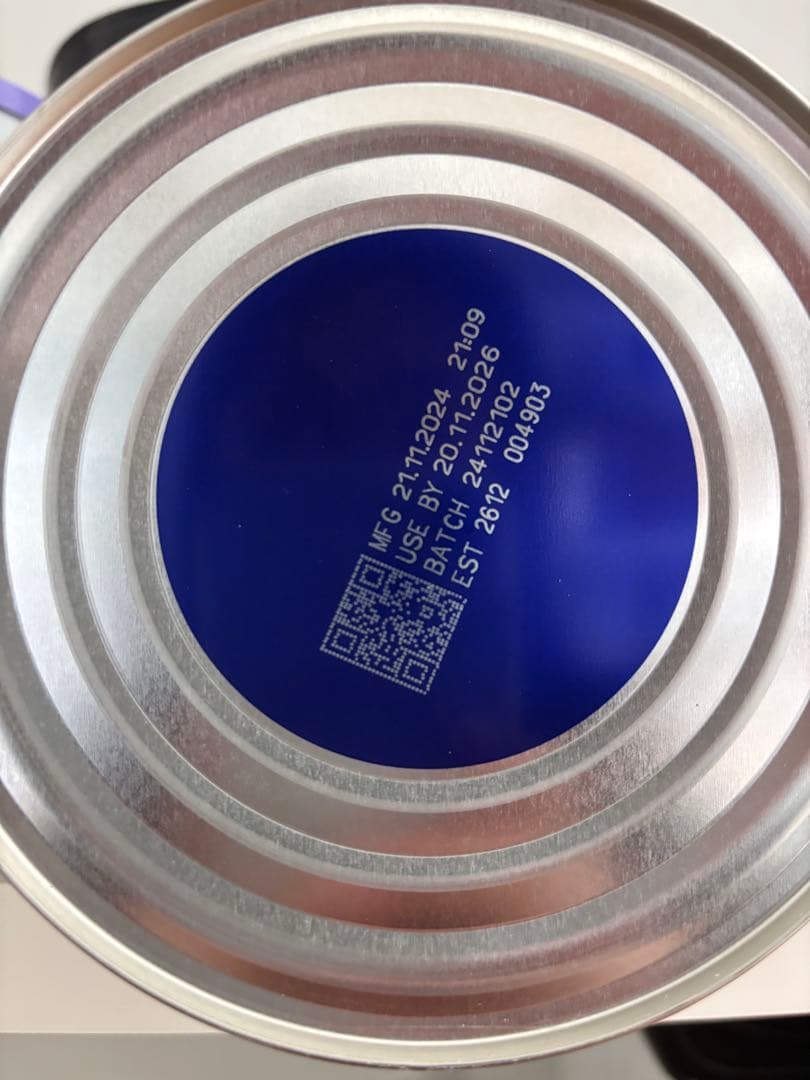 MFG 21.11.2024 21:09
USE BY 20.11.2026
BATCH 24112102
EST 2612 004903